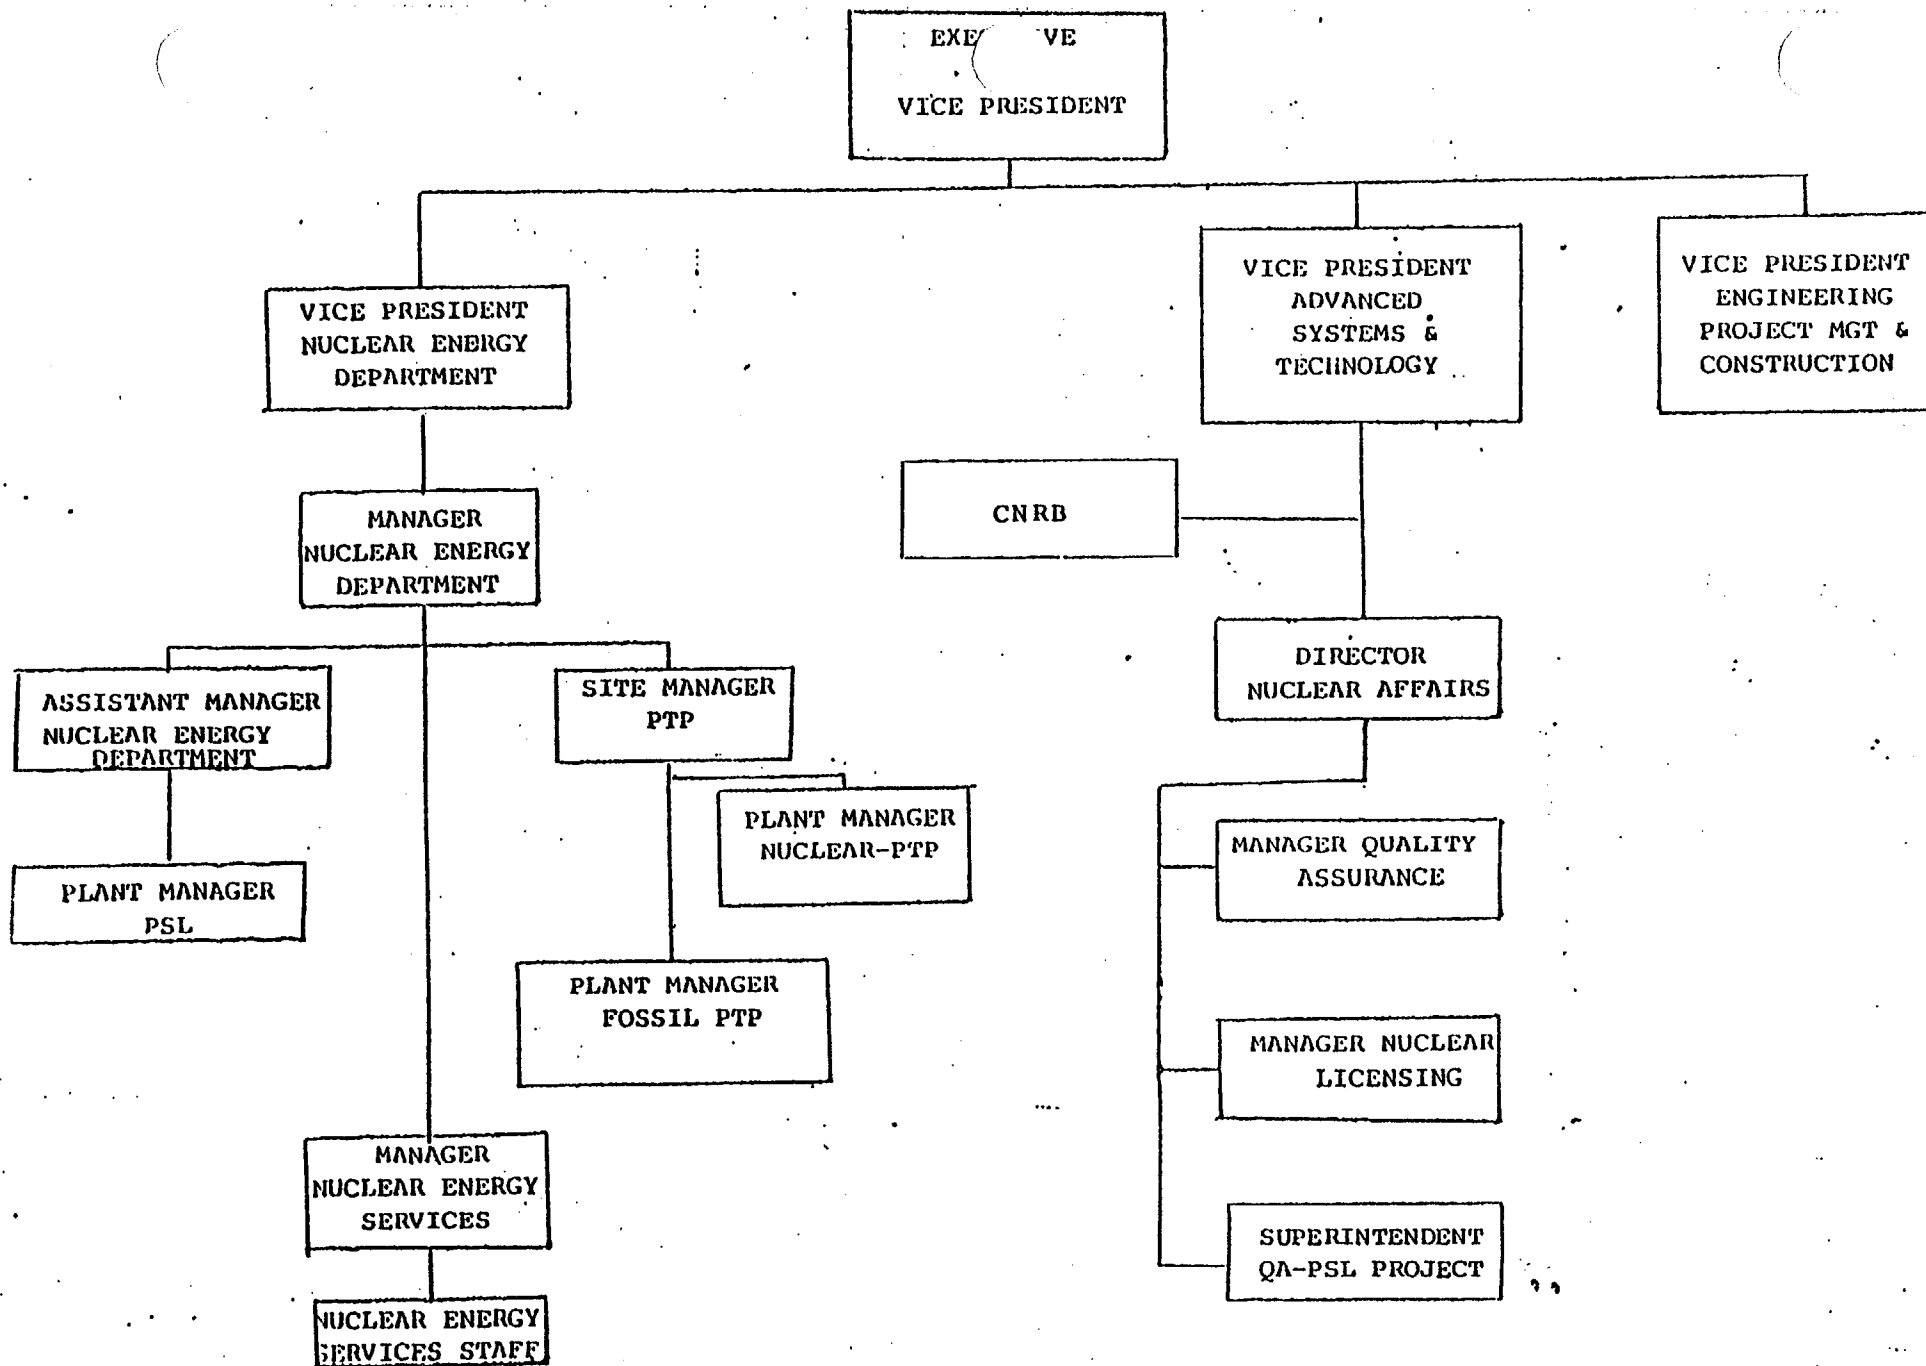 EXE VE
VICE PRESIDENT
VICE PRESIDENT
NUCLEAR ENERGY
DEPARTMENT
VICE PRESIDENT
ADVANCED
SYSTEMS &
TECHNOLOGY
VICE PRESIDENT
ENGINEERING
PROJECT MGT &
CONSTRUCTION
MANAGER
NUCLEAR ENERGY
DEPARTMENT
CNRB
ASSISTANT MANAGER
NUCLEAR ENERGY
DEPARTMENT
SITE MANAGER
PTP
DIRECTOR
NUCLEAR AFFAIRS
PLANT MANAGER
PSL
PLANT MANAGER
NUCLEAR-PTP
MANAGER QUALITY
ASSURANCE
PLANT MANAGER
FOSSIL PTP
MANAGER NUCLEAR
LICENSING
MANAGER
NUCLEAR ENERGY
SERVICES
SUPERINTENDENT
QA-PSL PROJECT
NUCLEAR ENERGY
SERVICES STAFF